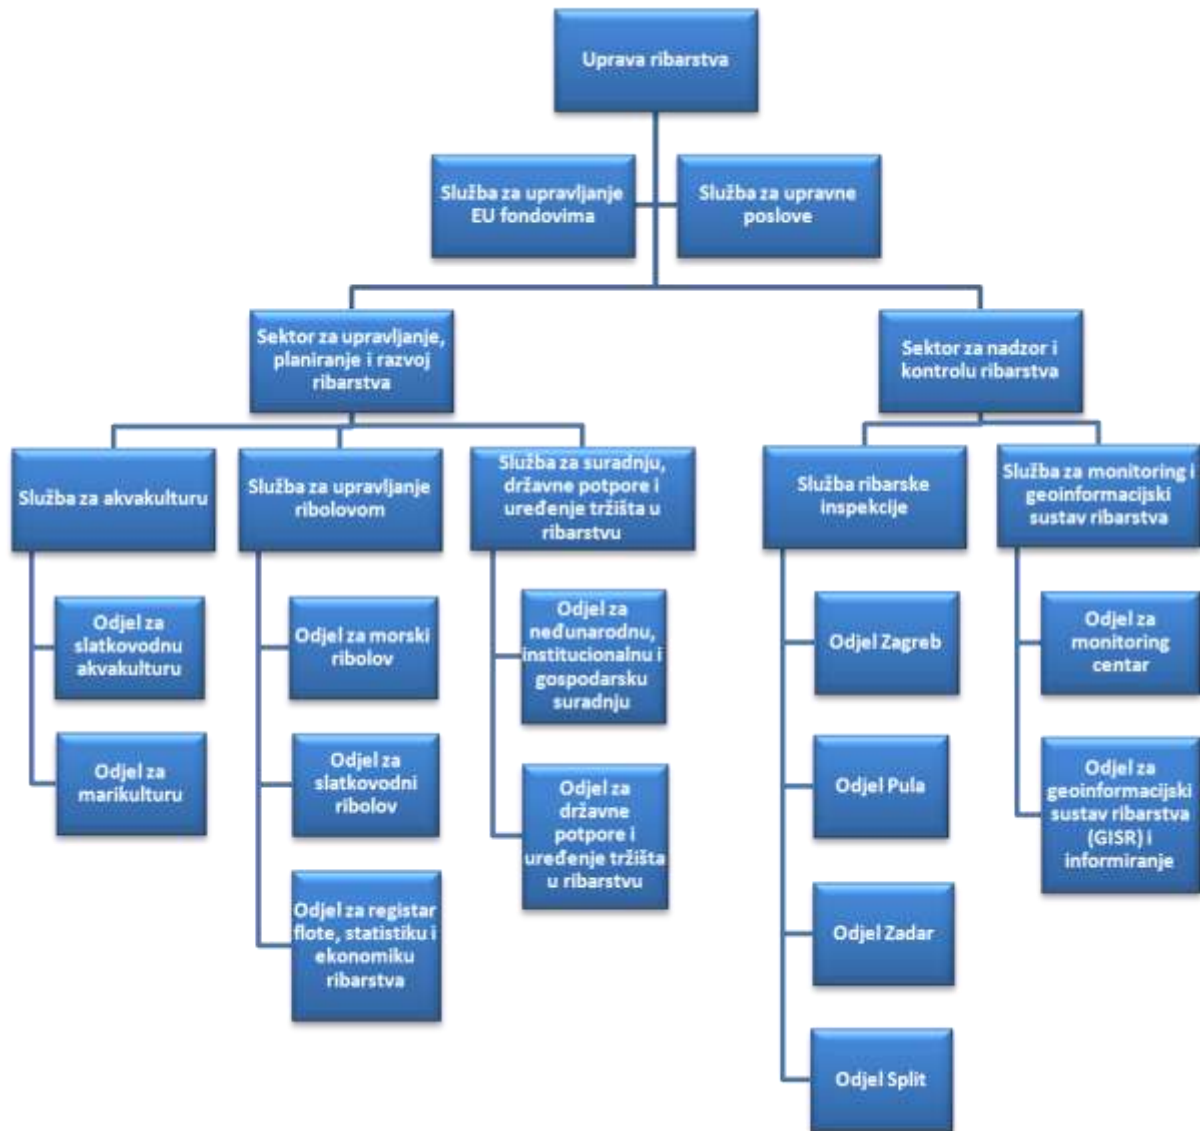 Uprava ribarstva
Služba za upravljanje
EU fondovima
Služba za upravne
poslove
Sektor za upravljanje,
planiranje i razvoj
ribarstva
Sektor za nadzor i
kontrolu ribarstva
Služba za akvakulturu
Služba za upravljanje
ribolovom
Služba za suradnju,
državne potpore i
uređenje tržišta u
ribarstvu
Služba ribarske
inspekcije
Služba za monitoring i
geoinformacijski
sustav ribarstva
Odjel za
slatkovodnu
akvakulturu
Odjel za morski
ribolov
Odjel za
neđunarodnu,
institucionalnu i
gospodarsku
suradnju
Odjel Zagreb
Odjel za
monitoring
centar
Odjel za
marikulturu
Odjel za
slatkovodni
ribolov
Odjel za
državne
potpore i
uređenje tržišta
u ribarstvu
Odjel Pula
Odjel za
geoinformacijski
sustav ribarstva
(GISR) i
informiranje
Odjel za registar
flote, statistiku i
ekonomiku
ribarstva
Odjel Zadar
Odjel Split